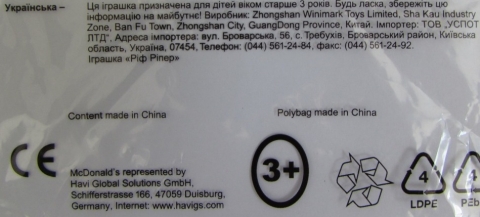 Українська – Ця іграшка призначена для дітей віком старше 3 років. Будь ласка, збережіть цю
інформацію на майбутнє! Виробник: Zhongshan Winmark Toys Limited, Sha Kau Industry
Zone, Ban Fu Town, Zhongshan City, GuangDong Province, Китай. Імпортер: ТОВ „УСПОТ
ЛТД", Адреса імпортера: вул. Броварська, 56, с. Требухів, Броварський район, Київська
область, Україна, 07454, Телефон: (044) 561-24-84, факс: (044) 561-24-92.
Іграшка «Ріф Ріпер»
Content made in China
Polybag made in China
CE
McDonald's represented by
Havi Global Solutions GmbH,
Schifferstrasse 166, 47059 Duisburg,
Germany, Internet: www.havigs.com
3+
4
LDPE
4